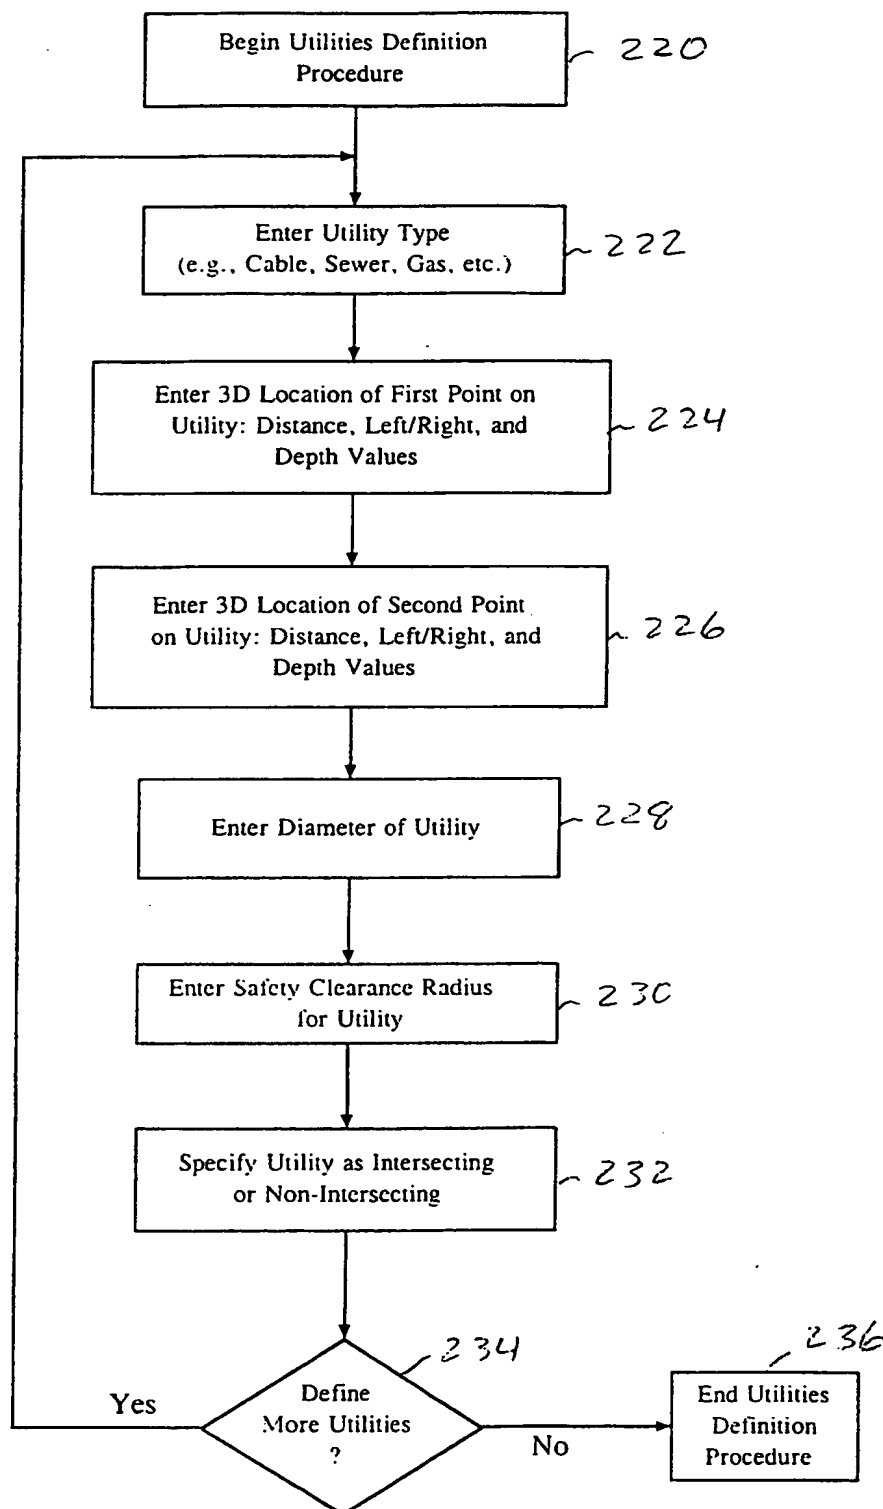 Begin Utilities Definition
Procedure
220
Enter Utility Type
(e.g., Cable, Sewer, Gas, etc.)
222
Enter 3D Location of First Point on
Utility: Distance, Left/Right, and
Depth Values
224
Enter 3D Location of Second Point
on Utility: Distance, Left/Right, and
Depth Values
226
Enter Diameter of Utility
228
Enter Safety Clearance Radius
for Utility
230
Specify Utility as Intersecting
or Non-Intersecting
232
234
Define
More Utilities
?
Yes
No
236
End Utilities
Definition
Procedure